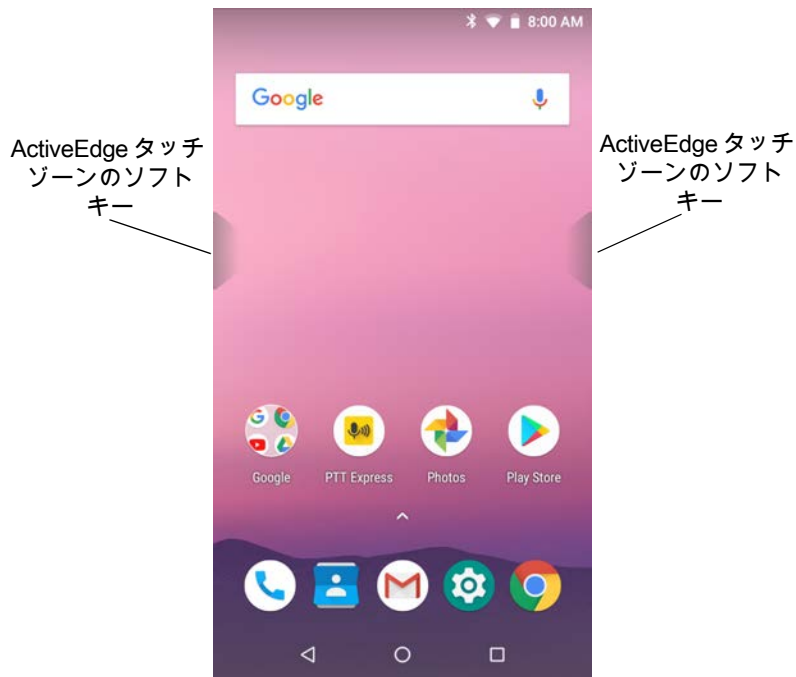 8:00 AM
Google
ActiveEdge タッチ
ゾーンのソフト
キー
ActiveEdge タッチ
ゾーンのソフト
キー
Google PTT Express Photos Play Store